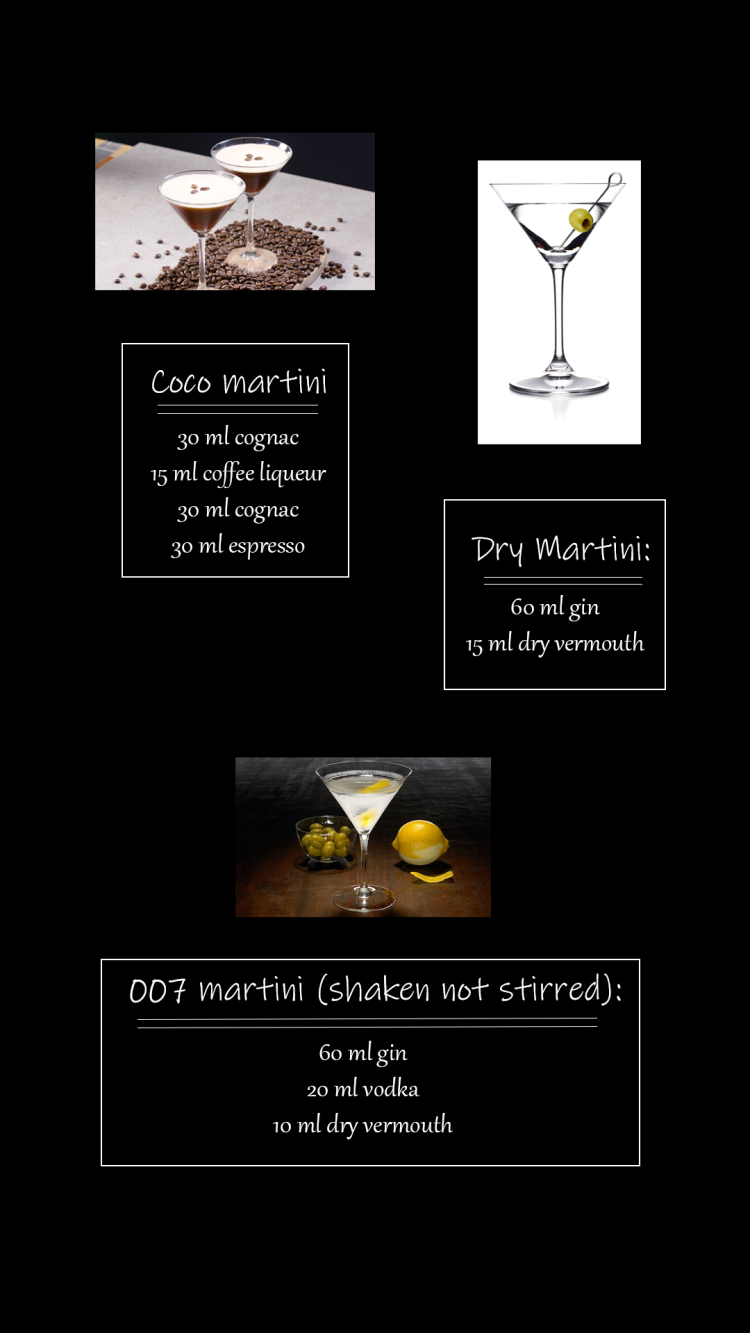 Coco martini
30 ml cognac
15 ml coffee liqueur
30 ml cognac
30 ml espresso
Dry Martini:
60 ml gin
15 ml dry vermouth
007 martini (shaken not stirred):
60 ml gin
20 ml vodka
10 ml dry vermouth